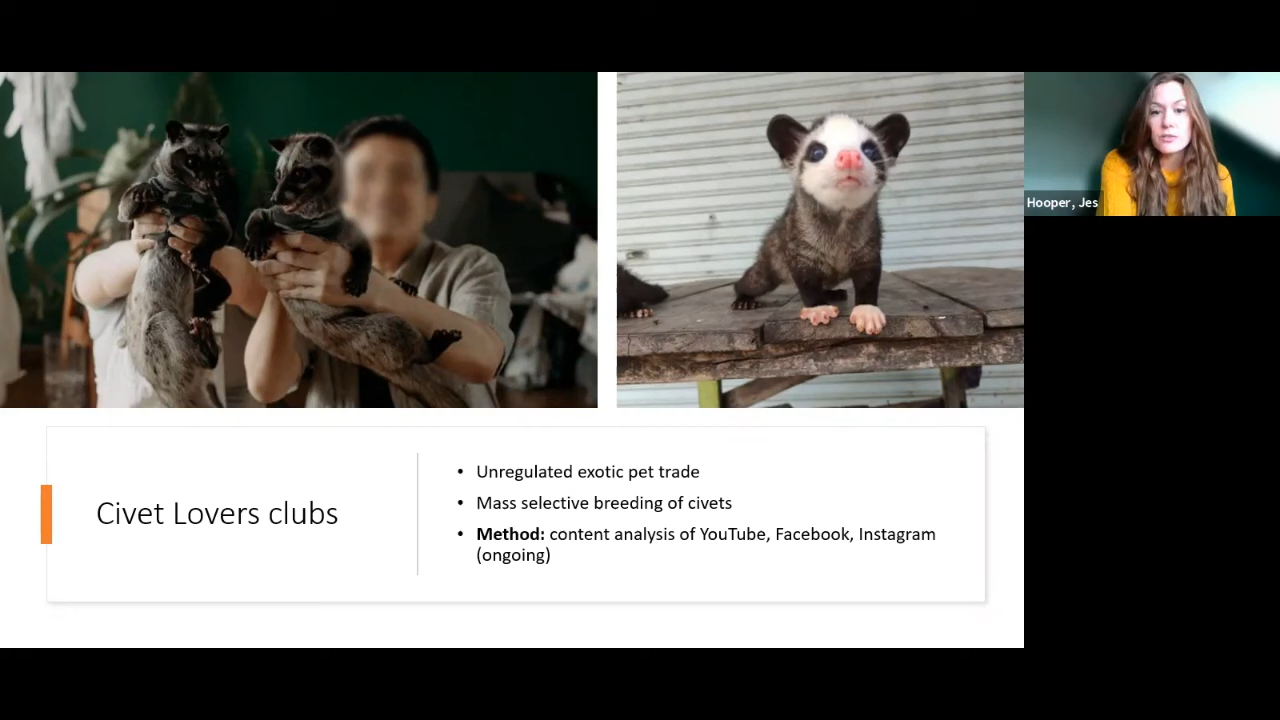 Hooper, Jes
Civet Lovers clubs
• Unregulated exotic pet trade
• Mass selective breeding of civets
• Method: content analysis of YouTube, Facebook, Instagram
(ongoing)